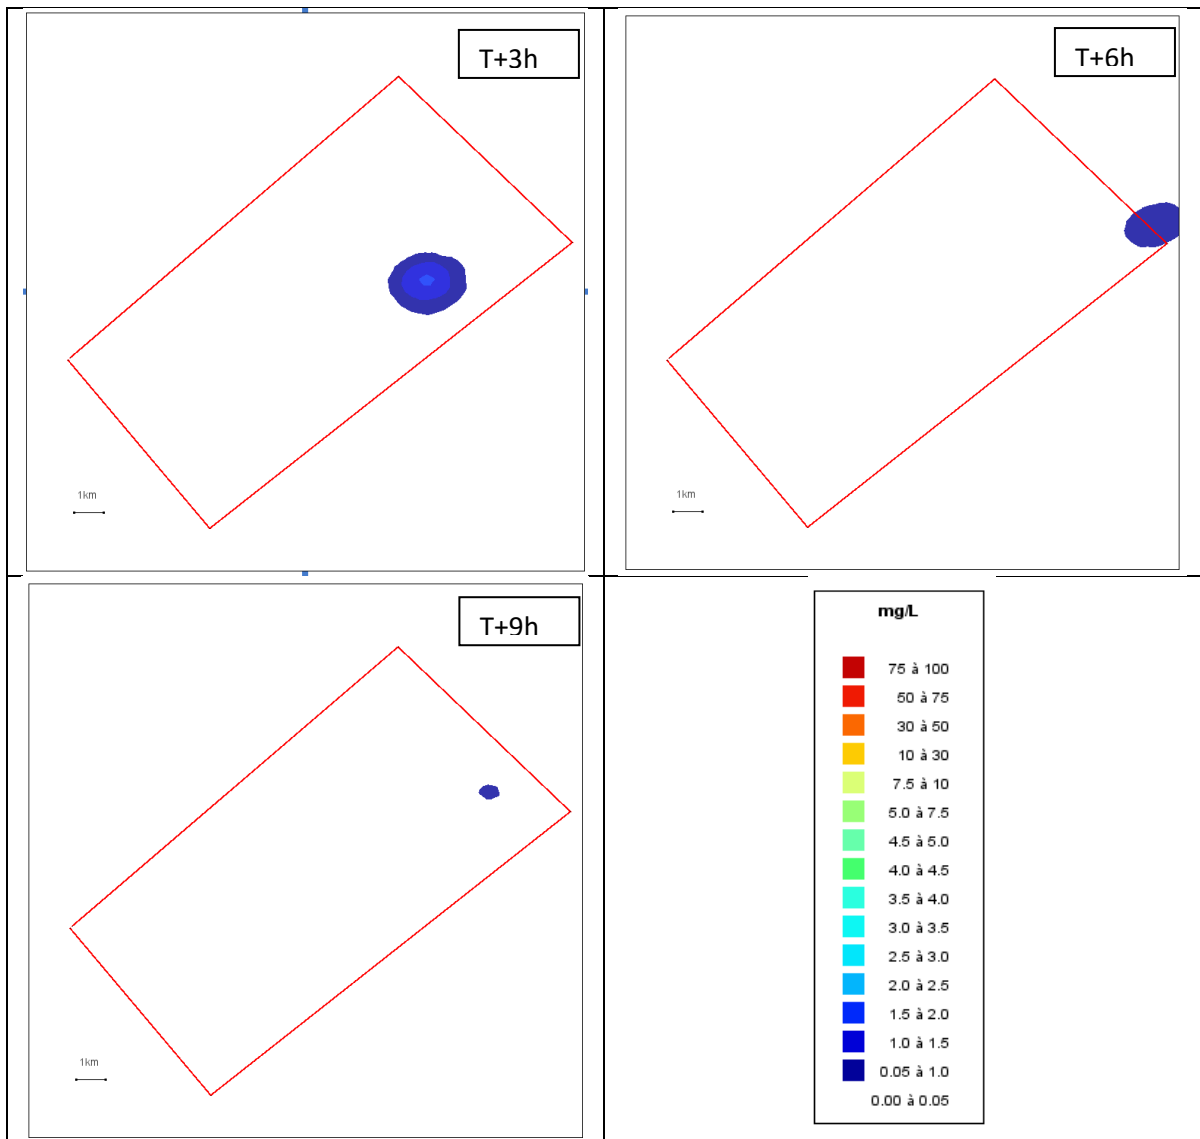 T+3h
1km
T+6h
1km
T+9h
1km
mg/L
75 à 100
50 à 75
30 à 50
10 à 30
7.5 à 10
5.0 à 7.5
4.5 à 5.0
4.0 à 4.5
3.5 à 4.0
3.0 à 3.5
2.5 à 3.0
2.0 à 2.5
1.5 à 2.0
1.0 à 1.5
0.05 à 1.0
0.00 à 0.05